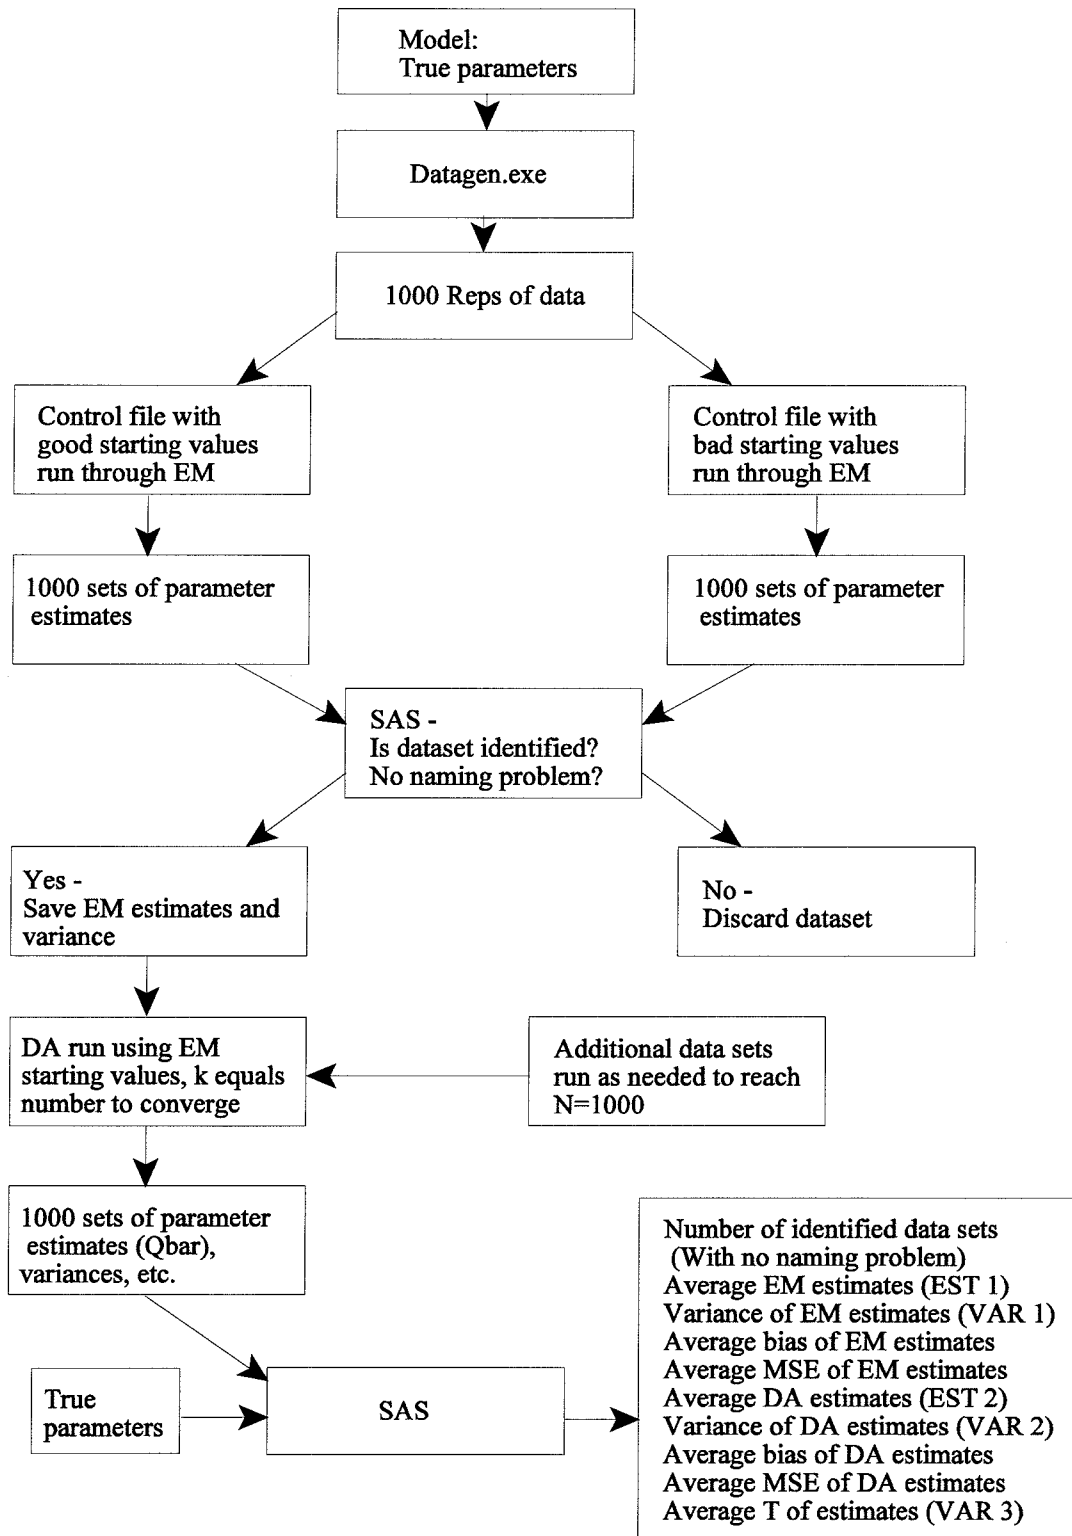 Model:
True parameters
Datagen.exe
1000 Reps of data
Control file with
good starting values
run through EM
Control file with
bad starting values
run through EM
1000 sets of parameter
estimates
1000 sets of parameter
estimates
SAS -
Is dataset identified?
No naming problem?
Yes -
Save EM estimates and
variance
No -
Discard dataset
DA run using EM
starting values, k equals
number to converge
Additional data sets
run as needed to reach
N=1000
1000 sets of parameter
estimates (Qbar),
variances, etc.
True
parameters
SAS
Number of identified data sets
(With no naming problem)
Average EM estimates (EST 1)
Variance of EM estimates (VAR 1)
Average bias of EM estimates
Average MSE of EM estimates
Average DA estimates (EST 2)
Variance of DA estimates (VAR 2)
Average bias of DA estimates
Average MSE of DA estimates
Average T of estimates (VAR 3)